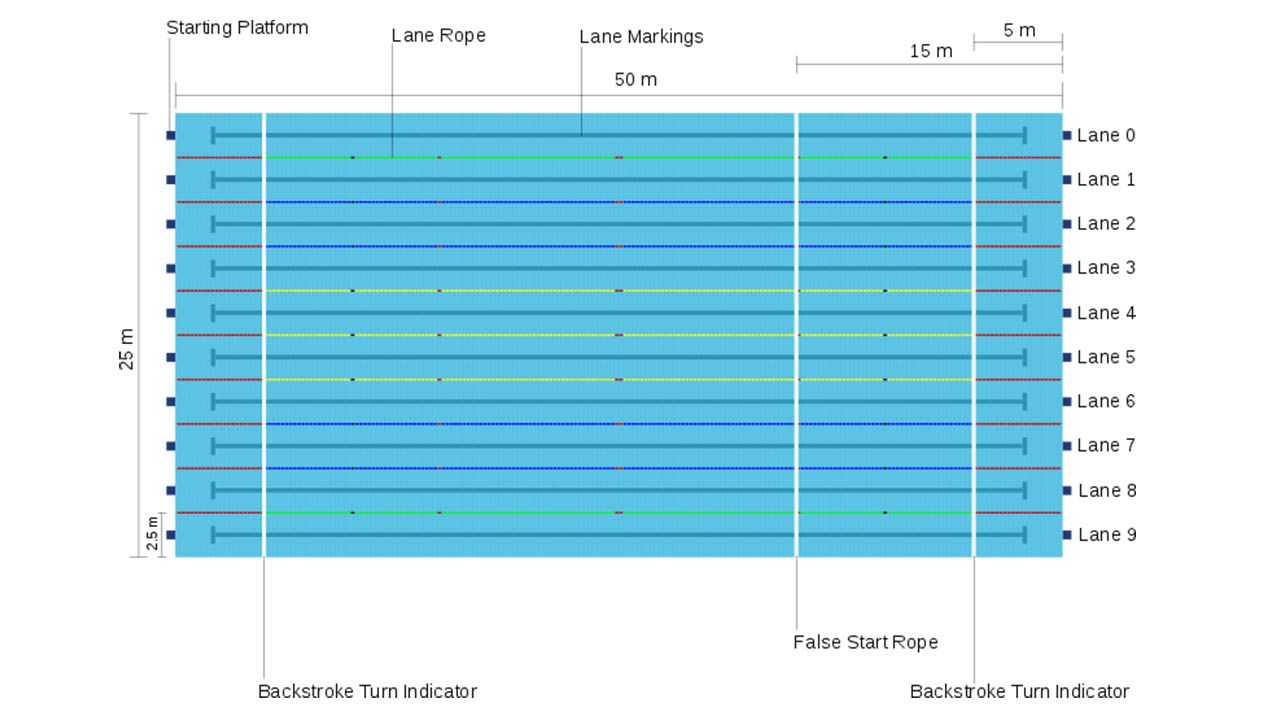 Starting Platform
Lane Rope
Lane Markings
5 m
15 m
50 m
Lane 0
Lane 1
Lane 2
Lane 3
Lane 4
25 m
Lane 5
Lane 6
Lane 7
Lane 8
2.5 m
Lane 9
False Start Rope
Backstroke Turn Indicator
Backstroke Turn Indicator